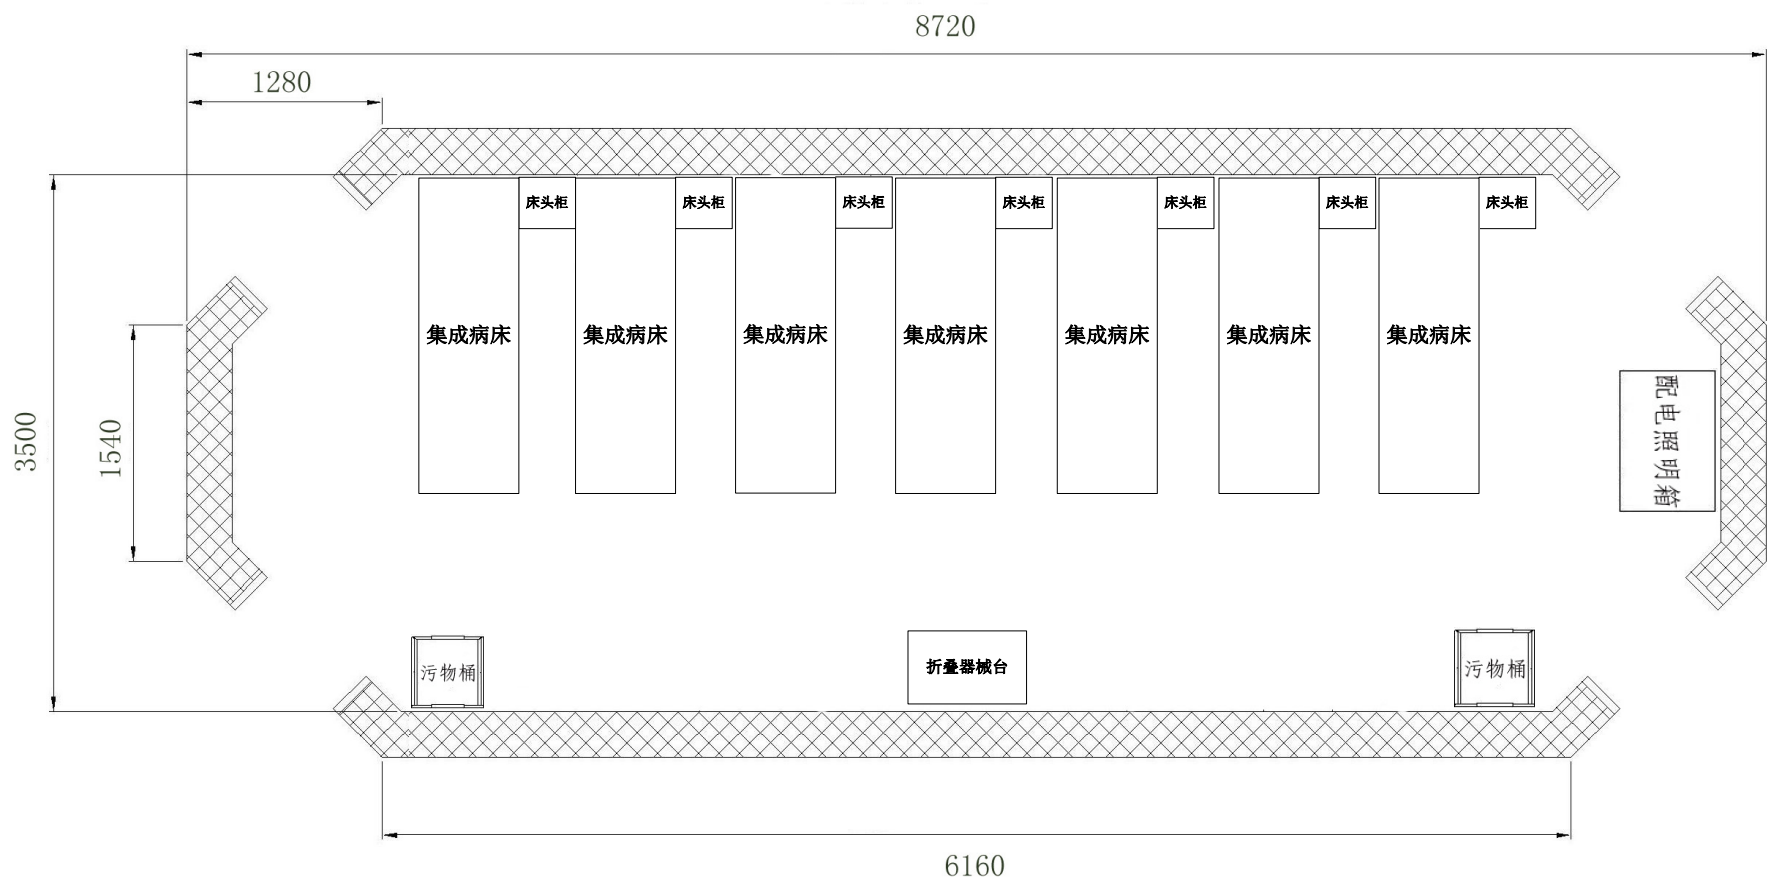 8720
1280
床头柜
床头柜
床头柜
床头柜
床头柜
床头柜
床头柜
集成病床
集成病床
集成病床
集成病床
集成病床
集成病床
集成病床
配电照明箱
3500
1540
污物桶
折叠器械台
污物桶
6160